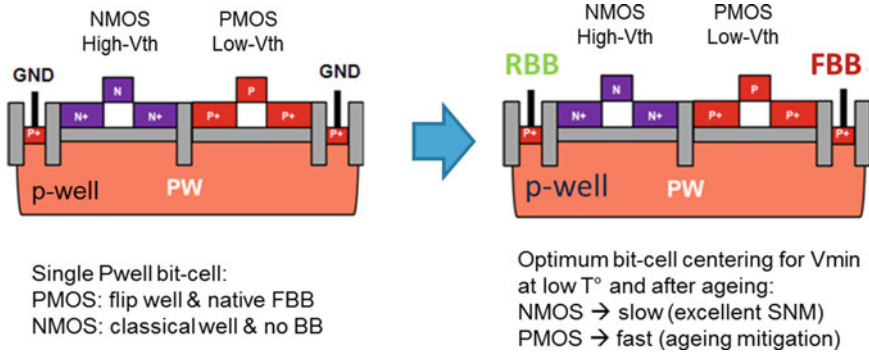 NMOS
High-Vth
PMOS
Low-Vth
GND
GND
N
P
P+
N+
N+
P+
P+
P+
p-well
PW
Single Pwell bit-cell:
PMOS: flip well & native FBB
NMOS: classical well & no BB
NMOS
High-Vth
PMOS
Low-Vth
RBB
FBB
N
P
P+
N+
N+
P+
P+
P+
p-well
PW
Optimum bit-cell centering for Vmin
at low T° and after ageing:
NMOS → slow (excellent SNM)
PMOS → fast (ageing mitigation)